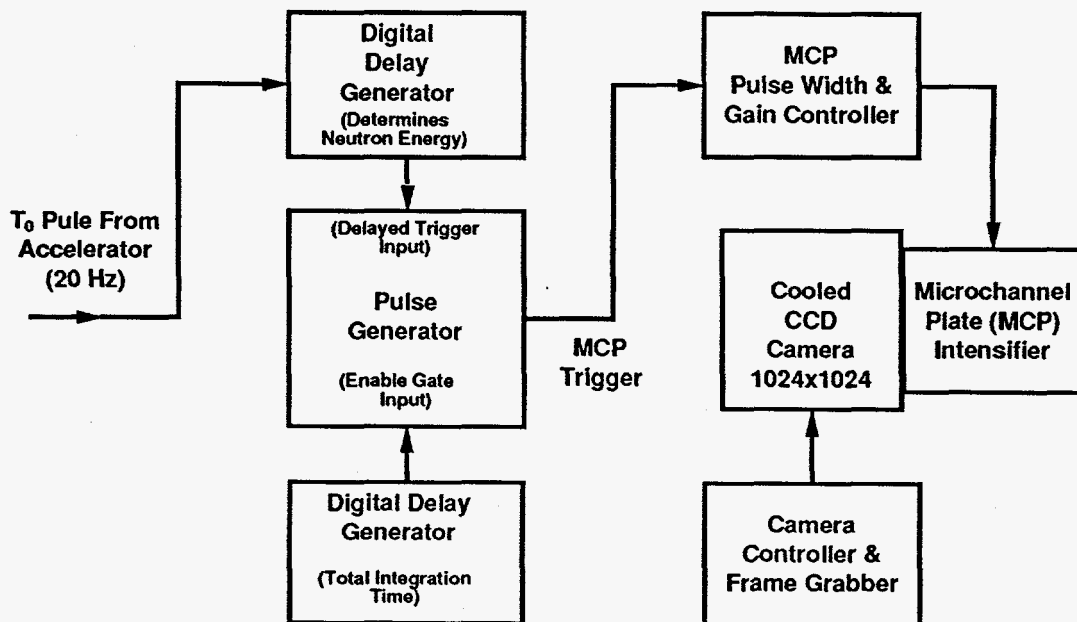 Digital
Delay
Generator
(Determines
Neutron Energy)
MCP
Pulse Width &
Gain Controller
T₀ Pule From
Accelerator
(20 Hz)
(Delayed Trigger
Input)
Pulse
Generator
(Enable Gate
Input)
MCP
Trigger
Cooled
CCD
Camera
1024x1024
Microchannel
Plate (MCP)
Intensifier
Digital Delay
Generator
(Total Integration
Time)
Camera
Controller &
Frame Grabber